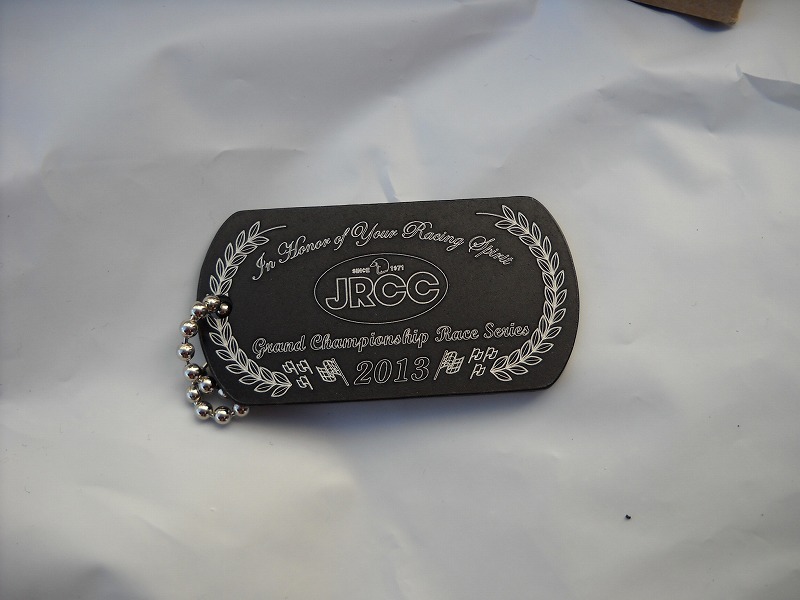 In Honor of Your Racing Spirit
SINCE 1971
JRCC
Grand Championship Race Series
2013